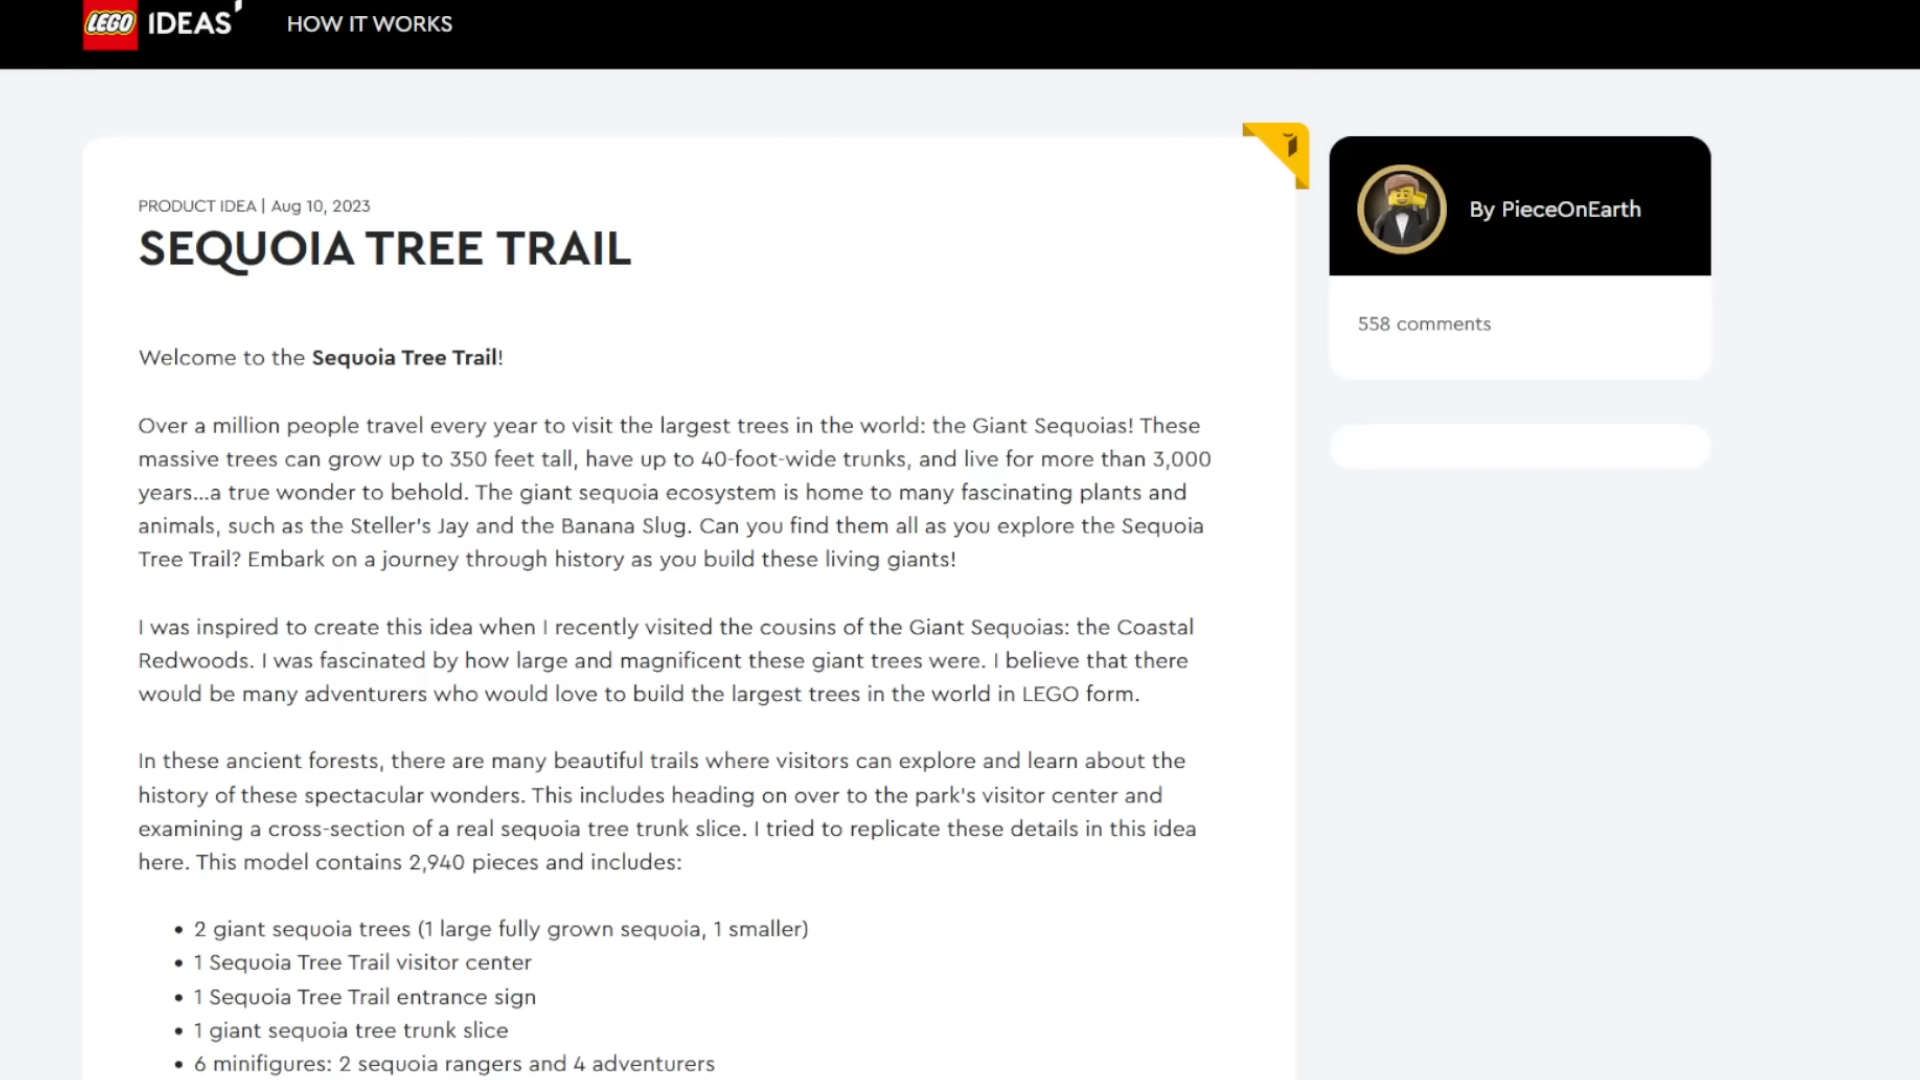 LEGO IDEAS HOW IT WORKS
PRODUCT IDEA | Aug 10, 2023
SEQUOIA TREE TRAIL
By PieceOnEarth
558 comments
Welcome to the Sequoia Tree Trail!
Over a million people travel every year to visit the largest trees in the world: the Giant Sequoias! These
massive trees can grow up to 350 feet tall, have up to 40-foot-wide trunks, and live for more than 3,000
years...a true wonder to behold. The giant sequoia ecosystem is home to many fascinating plants and
animals, such as the Steller's Jay and the Banana Slug. Can you find them all as you explore the Sequoia
Tree Trail? Embark on a journey through history as you build these living giants!
I was inspired to create this idea when I recently visited the cousins of the Giant Sequoias: the Coastal
Redwoods. I was fascinated by how large and magnificent these giant trees were. I believe that there
would be many adventurers who would love to build the largest trees in the world in LEGO form.
In these ancient forests, there are many beautiful trails where visitors can explore and learn about the
history of these spectacular wonders. This includes heading on over to the park's visitor center and
examining a cross-section of a real sequoia tree trunk slice. I tried to replicate these details in this idea
here. This model contains 2,940 pieces and includes:
• 2 giant sequoia trees (1 large fully grown sequoia, 1 smaller)
• 1 Sequoia Tree Trail visitor center
• 1 Sequoia Tree Trail entrance sign
• 1 giant sequoia tree trunk slice
• 6 minifigures: 2 sequoia rangers and 4 adventurers